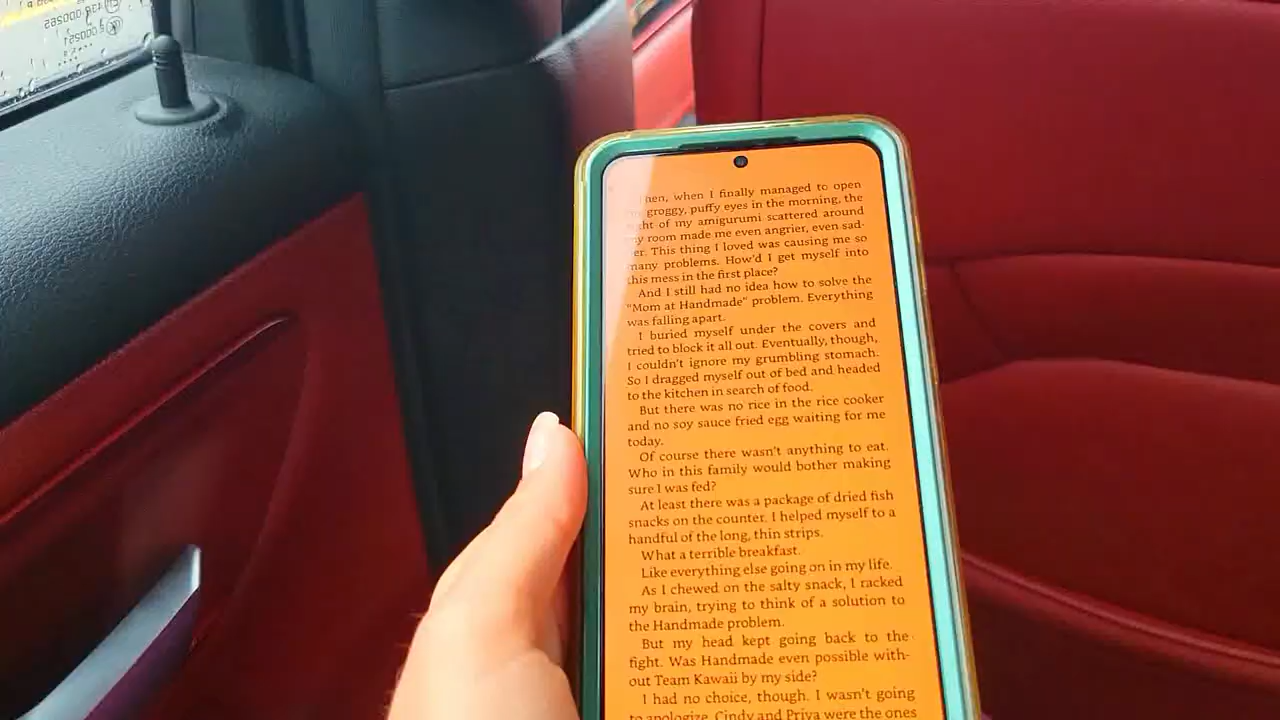 hen, when I finally managed to open
groggy, puffy eyes in the morning, the
ght of my amigurumi scattered around
y room made me even angrier, even sad-
er. This thing I loved was causing me so
many problems. How'd I get myself into
this mess in the first place?
And I still had no idea how to solve the
"Mom at Handmade" problem. Everything
was falling apart.
I buried myself under the covers and
tried to block it all out. Eventually, though,
I couldn't ignore my grumbling stomach.
So I dragged myself out of bed and headed
to the kitchen in search of food.
But there was no rice in the rice cooker
and no soy sauce fried egg waiting for me
today.
Of course there wasn't anything to eat.
Who in this family would bother making
sure I was fed?
At least there was a package of dried fish
snacks on the counter. I helped myself to a
handful of the long, thin strips.
What a terrible breakfast.
Like everything else going on in my life.
As I chewed on the salty snack, I racked
my brain, trying to think of a solution to
the Handmade problem.
But my head kept going back to the
fight. Was Handmade even possible with-
out Team Kawaii by my side?
I had no choice, though. I wasn't going
to apologize. Cindy and Priya were the ones